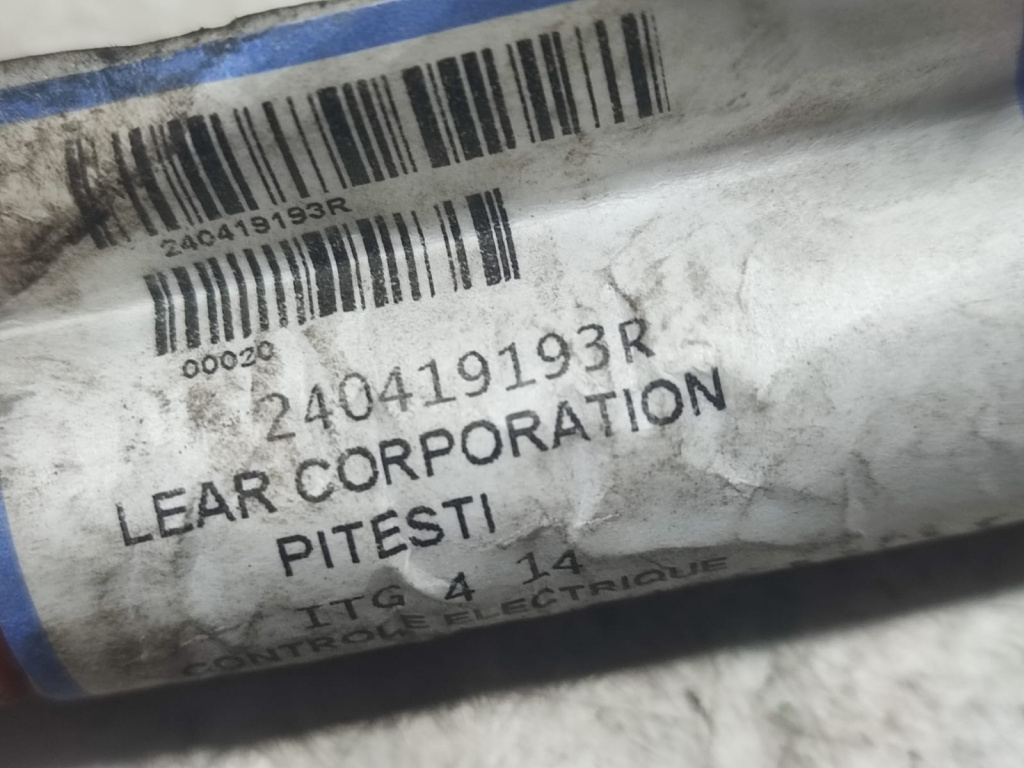 240419193R
00020
240419193R
LEAR CORPORATION
PITESTI
ITG 4 14
CONTROLE ELECTRIQUE